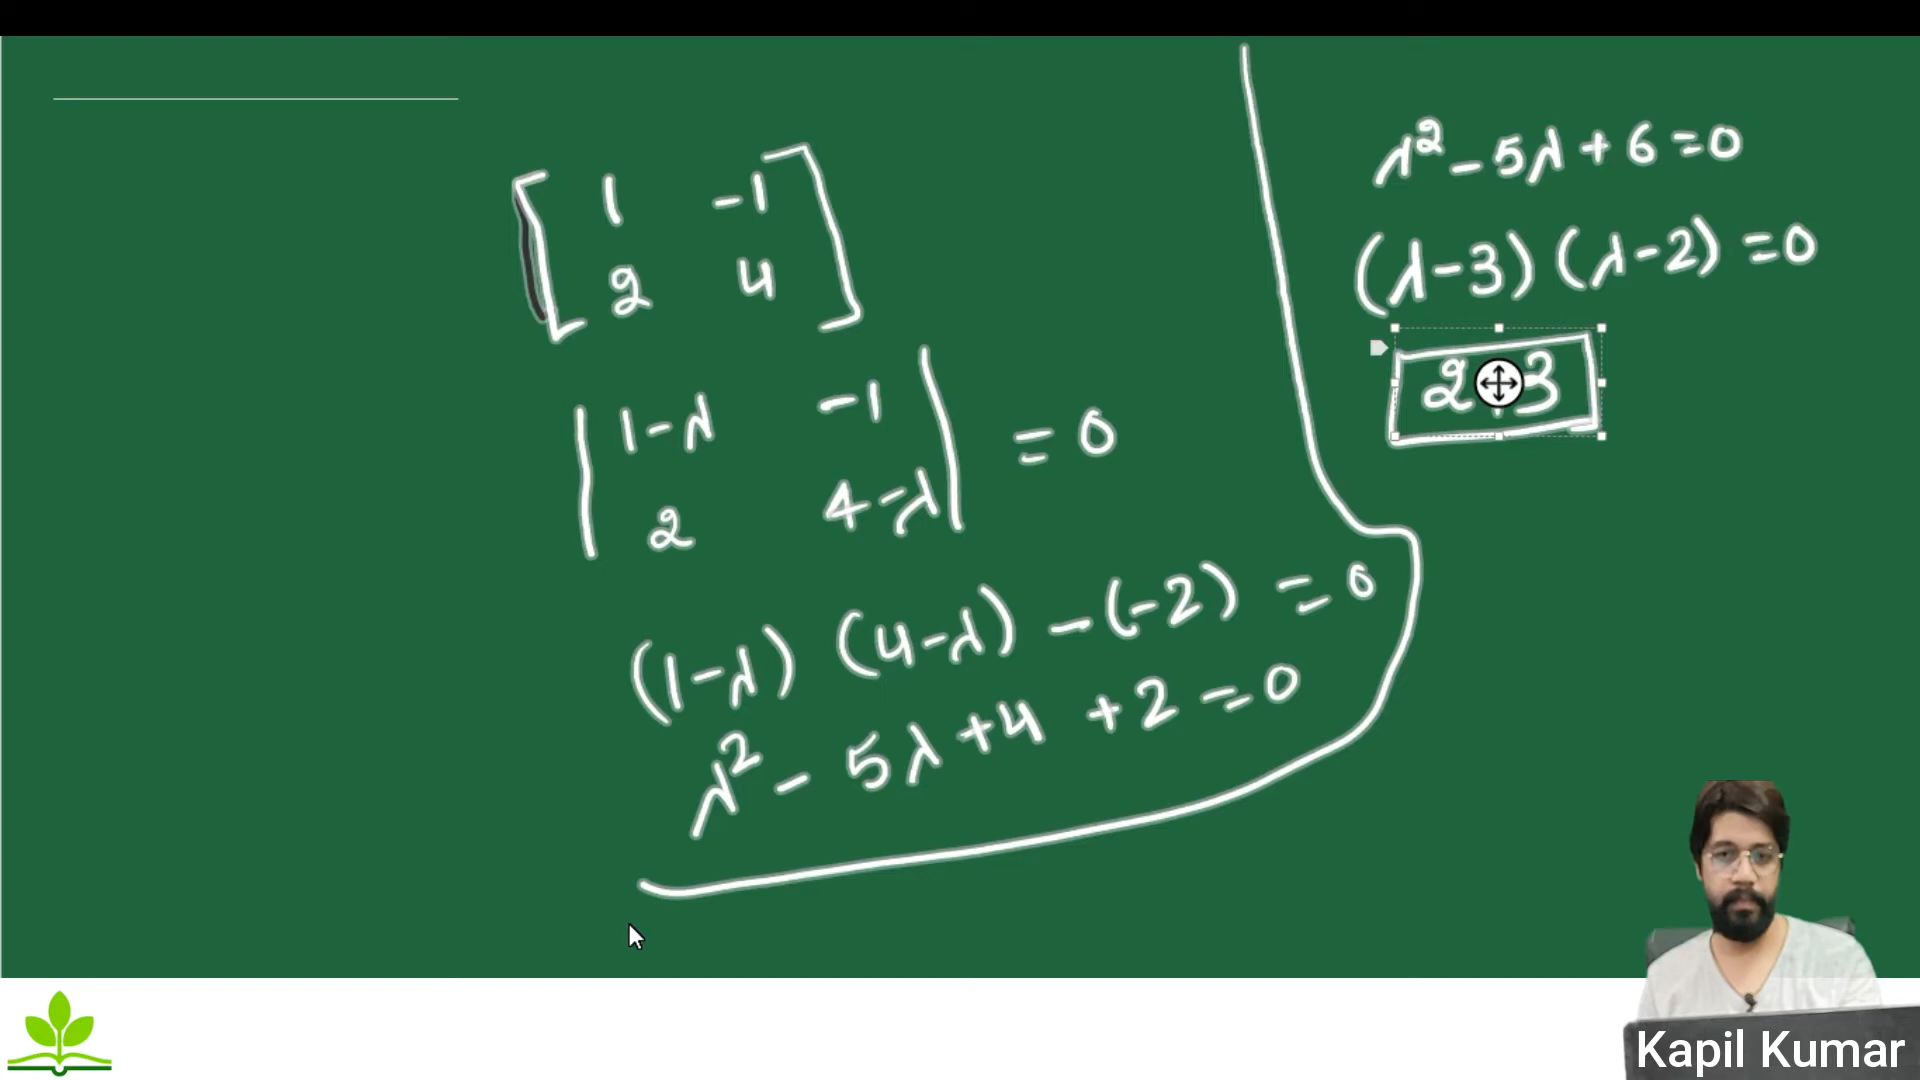 [ 1 -1
2 4 ]
| 1-λ -1
2 4-λ | = 0
(1-λ) (4-λ) - (-2) = 0
λ² - 5λ + 4 + 2 = 0
λ² - 5λ + 6 = 0
(λ-3) (λ-2) = 0
2, 3
Kapil Kumar